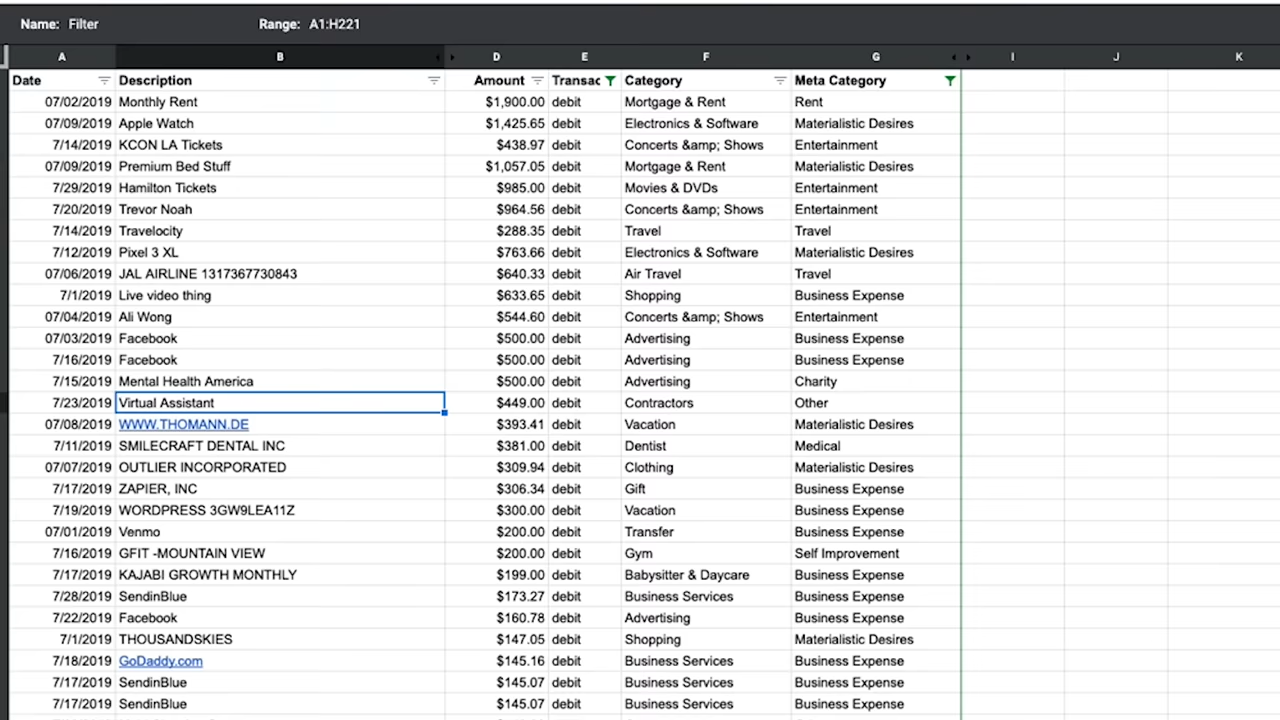 Name: Filter Range: A1:H221
A B D E F G I J K
Date Description Amount Transac Category Meta Category
07/02/2019 Monthly Rent $1,900.00 debit Mortgage & Rent Rent
07/09/2019 Apple Watch $1,425.65 debit Electronics & Software Materialistic Desires
7/14/2019 KCON LA Tickets $438.97 debit Concerts &amp; Shows Entertainment
07/09/2019 Premium Bed Stuff $1,057.05 debit Mortgage & Rent Materialistic Desires
7/29/2019 Hamilton Tickets $985.00 debit Movies & DVDs Entertainment
7/20/2019 Trevor Noah $964.56 debit Concerts &amp; Shows Entertainment
7/14/2019 Travelocity $288.35 debit Travel Travel
7/12/2019 Pixel 3 XL $763.66 debit Electronics & Software Materialistic Desires
07/06/2019 JAL AIRLINE 1317367730843 $640.33 debit Air Travel Travel
7/1/2019 Live video thing $633.65 debit Shopping Business Expense
07/04/2019 Ali Wong $544.60 debit Concerts &amp; Shows Entertainment
07/03/2019 Facebook $500.00 debit Advertising Business Expense
7/16/2019 Facebook $500.00 debit Advertising Business Expense
7/15/2019 Mental Health America $500.00 debit Advertising Charity
7/23/2019 Virtual Assistant $449.00 debit Contractors Other
07/08/2019 WWW.THOMANN.DE $393.41 debit Vacation Materialistic Desires
7/11/2019 SMILECRAFT DENTAL INC $381.00 debit Dentist Medical
07/07/2019 OUTLIER INCORPORATED $309.94 debit Clothing Materialistic Desires
7/17/2019 ZAPIER, INC $306.34 debit Gift Business Expense
7/19/2019 WORDPRESS 3GW9LEA11Z $300.00 debit Vacation Business Expense
07/01/2019 Venmo $200.00 debit Transfer Business Expense
7/16/2019 GFIT -MOUNTAIN VIEW $200.00 debit Gym Self Improvement
7/17/2019 KAJABI GROWTH MONTHLY $199.00 debit Babysitter & Daycare Business Expense
7/28/2019 SendinBlue $173.27 debit Business Services Business Expense
7/22/2019 Facebook $160.78 debit Advertising Business Expense
7/1/2019 THOUSANDSKIES $147.05 debit Shopping Materialistic Desires
7/18/2019 GoDaddy.com $145.16 debit Business Services Business Expense
7/17/2019 SendinBlue $145.07 debit Business Services Business Expense
7/17/2019 SendinBlue $145.07 debit Business Services Business Expense